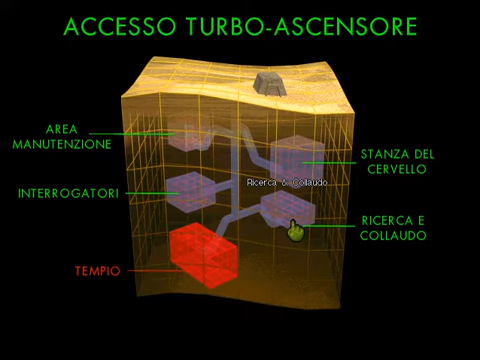 ACCESSO TURBO-ASCENSORE
AREA
MANUTENZIONE
STANZA DEL
CERVELLO
Ricerca & Collaudo
INTERROGATORI
RICERCA E
COLLAUDO
TEMPIO